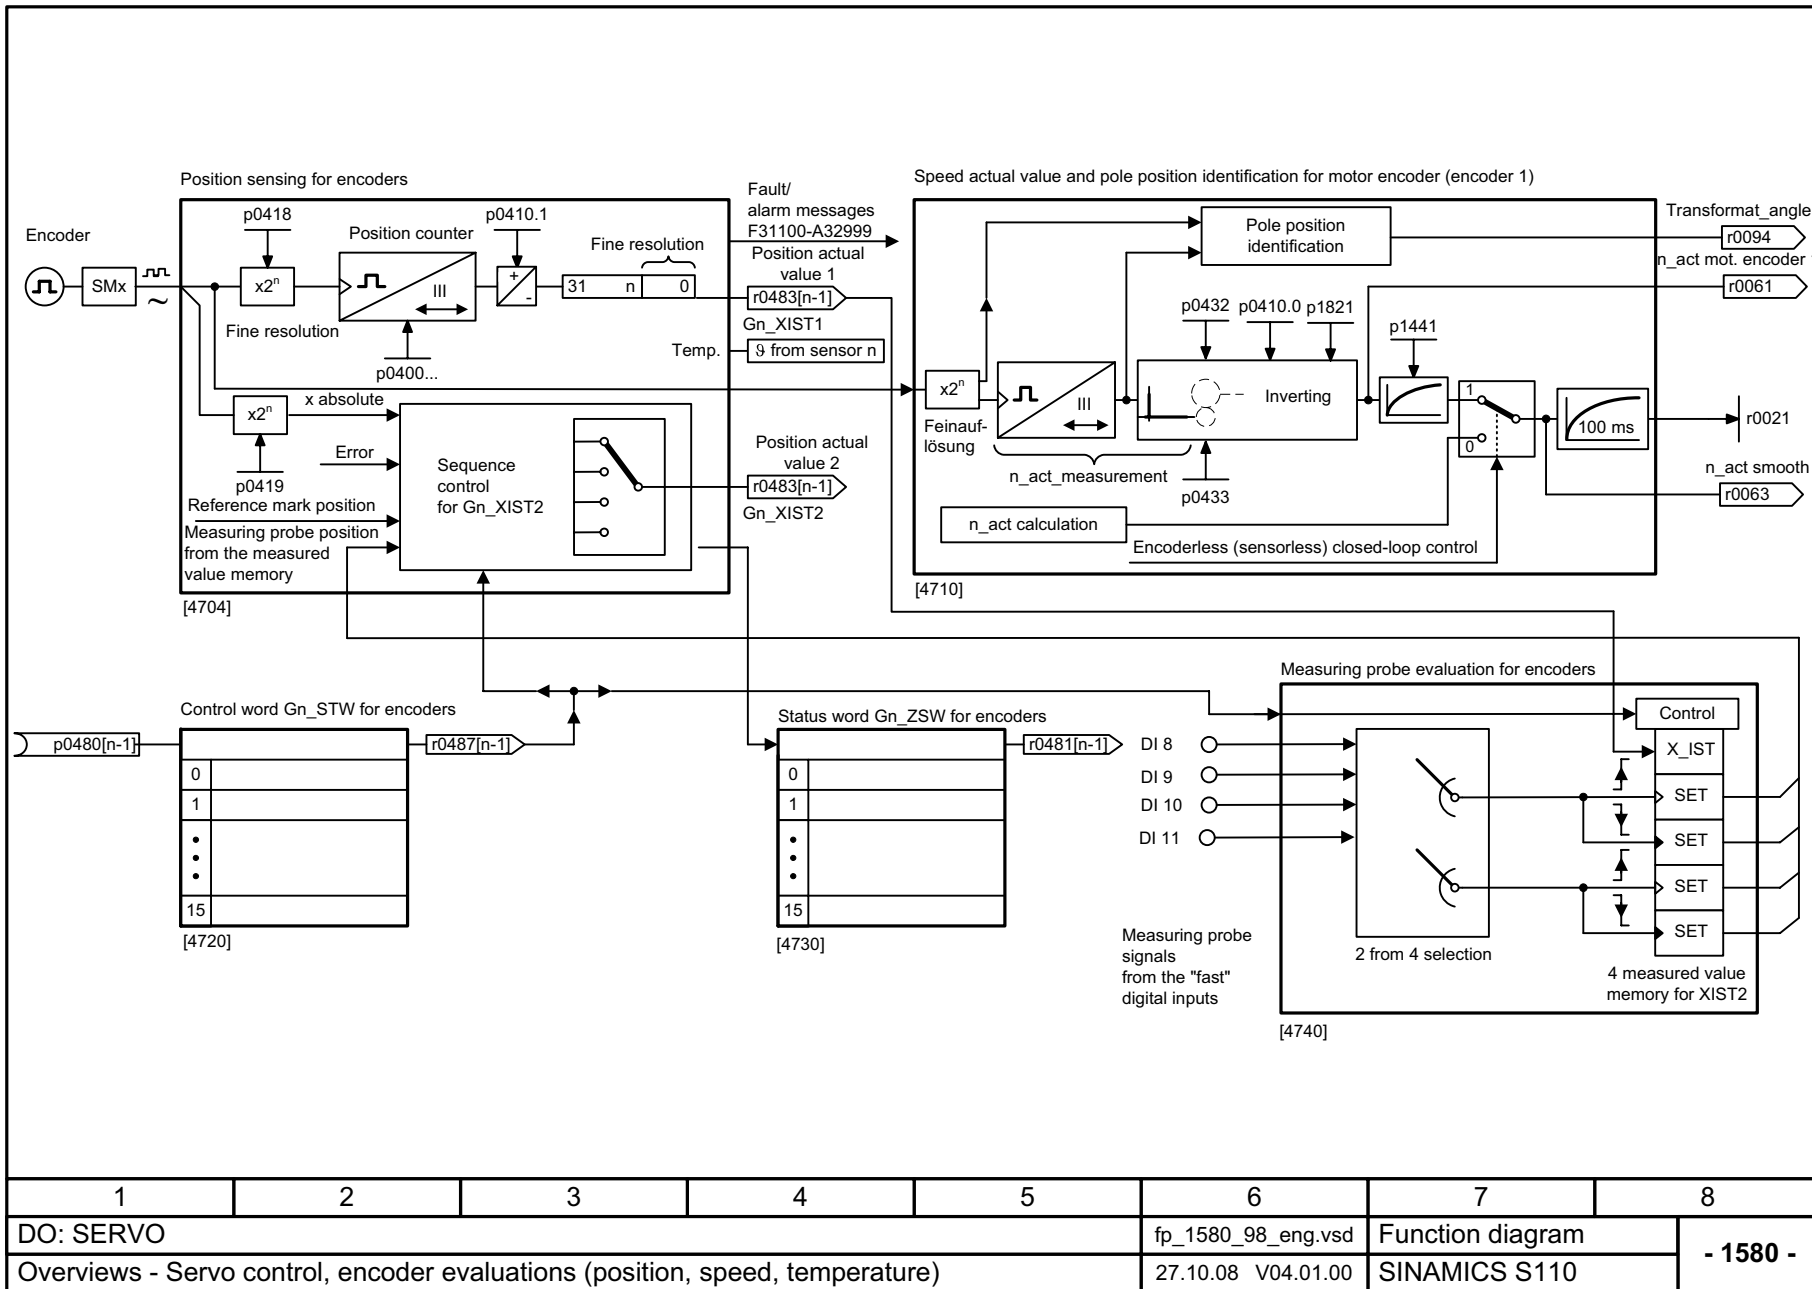 Position sensing for encoders
Encoder
SMx
∼
p0418
x2ⁿ
Fine resolution
Position counter
III
p0400...
p0410.1
+
-
Fine resolution
31 n 0
Fault/
alarm messages
F31100-A32999
Position actual
value 1
r0483[n-1]
Gn_XIST1
Temp.
ϑ from sensor n
x absolute
x2ⁿ
p0419
Error
Reference mark position
Measuring probe position
from the measured
value memory
Sequence
control
for Gn_XIST2
Position actual
value 2
r0483[n-1]
Gn_XIST2
[4704]
Speed actual value and pole position identification for motor encoder (encoder 1)
Pole position
identification
Transformat_angle
r0094
n_act mot. encoder
r0061
p0432
p0410.0
p1821
p1441
x2ⁿ
Feinauf-
lösung
III
n_act_measurement
Inverting
p0433
1
0
100 ms
r0021
n_act smooth
r0063
n_act calculation
Encoderless (sensorless) closed-loop control
[4710]
Control word Gn_STW for encoders
p0480[n-1]
r0487[n-1]
0
1
15
[4720]
Status word Gn_ZSW for encoders
r0481[n-1]
0
1
15
[4730]
Measuring probe evaluation for encoders
DI 8
DI 9
DI 10
DI 11
Measuring probe
signals
from the "fast"
digital inputs
2 from 4 selection
Control
X_IST
SET
SET
SET
SET
4 measured value
memory for XIST2
[4740]
1 2 3 4 5 6 7 8
DO: SERVO
fp_1580_98_eng.vsd
Function diagram
- 1580 -
Overviews - Servo control, encoder evaluations (position, speed, temperature)
27.10.08 V04.01.00
SINAMICS S110